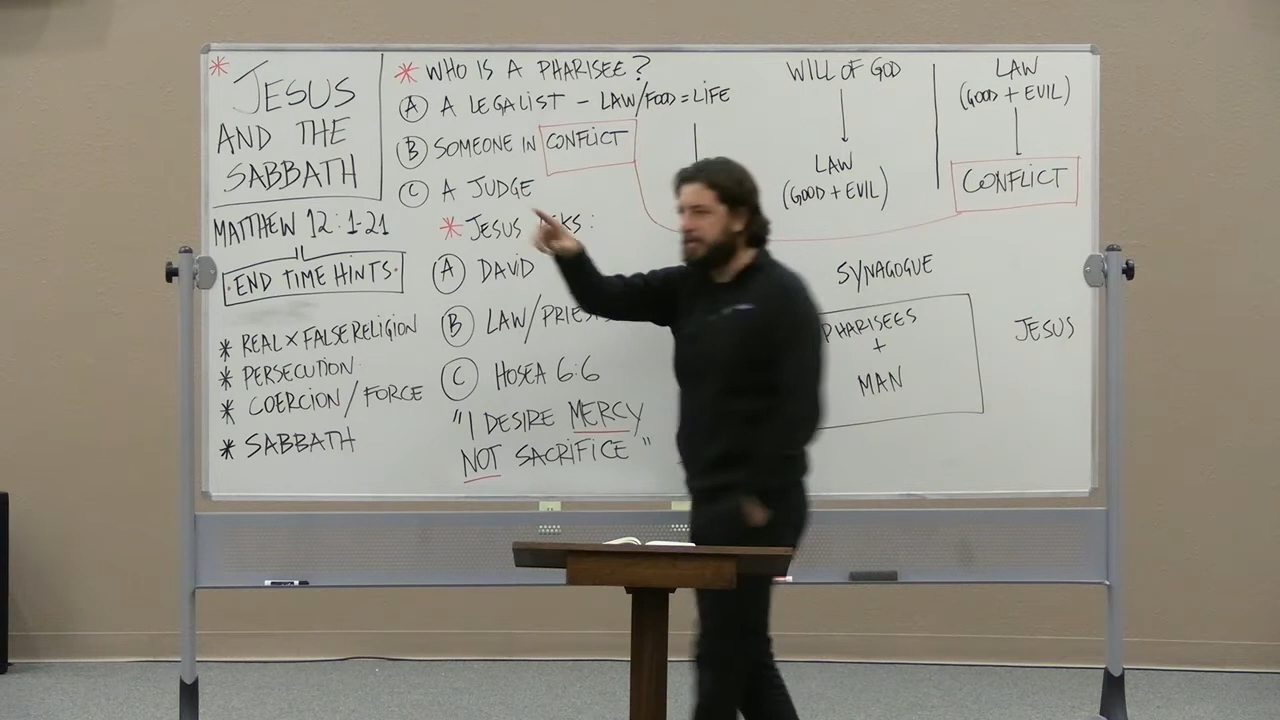 * JESUS
AND THE
SABBATH
MATTHEW 12:1-21
END TIME HINTS
* REAL X FALSE RELIGION
* PERSECUTION
* COERCION/FORCE
* SABBATH
* WHO IS A PHARISEE?
(A) A LEGALIST - LAW/FOOD = LIFE
(B) SOMEONE IN CONFLICT
(C) A JUDGE
* JESUS
(A) DAVID
(B) LAW/PRIESTS
(C) HOSEA 6:6
"I DESIRE MERCY
NOT SACRIFICE"
WILL OF GOD
LAW
(GOOD + EVIL)
LAW
(GOOD + EVIL)
CONFLICT
SYNAGOGUE
PHARISEES
+
MAN
JESUS